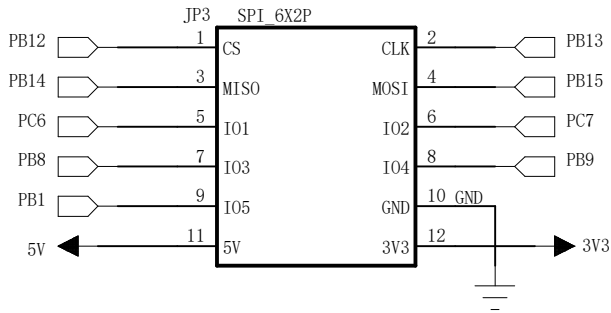 JP3 SPI_6X2P
PB12 1 CS CLK 2 PB13
PB14 3 MISO MOSI 4 PB15
PC6 5 IO1 IO2 6 PC7
PB8 7 IO3 IO4 8 PB9
PB1 9 IO5 GND 10 GND
5V 11 5V 3V3 12 3V3